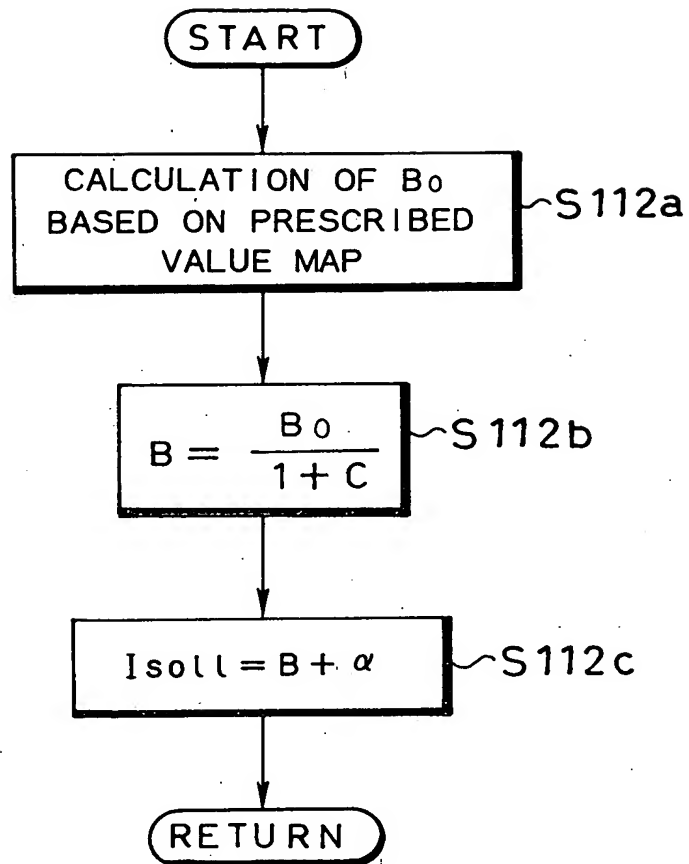 START
CALCULATION OF B0
BASED ON PRESCRIBED
VALUE MAP
S112a
B = B0 / 1 + C
S112b
Isoll = B + α
S112c
RETURN